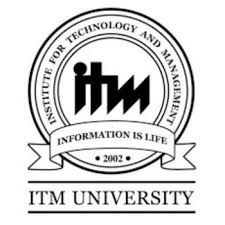 INSTITUTE FOR TECHNOLOGY AND MANAGEMENT
itm
INFORMATION IS LIFE
• 2002 •
ITM UNIVERSITY